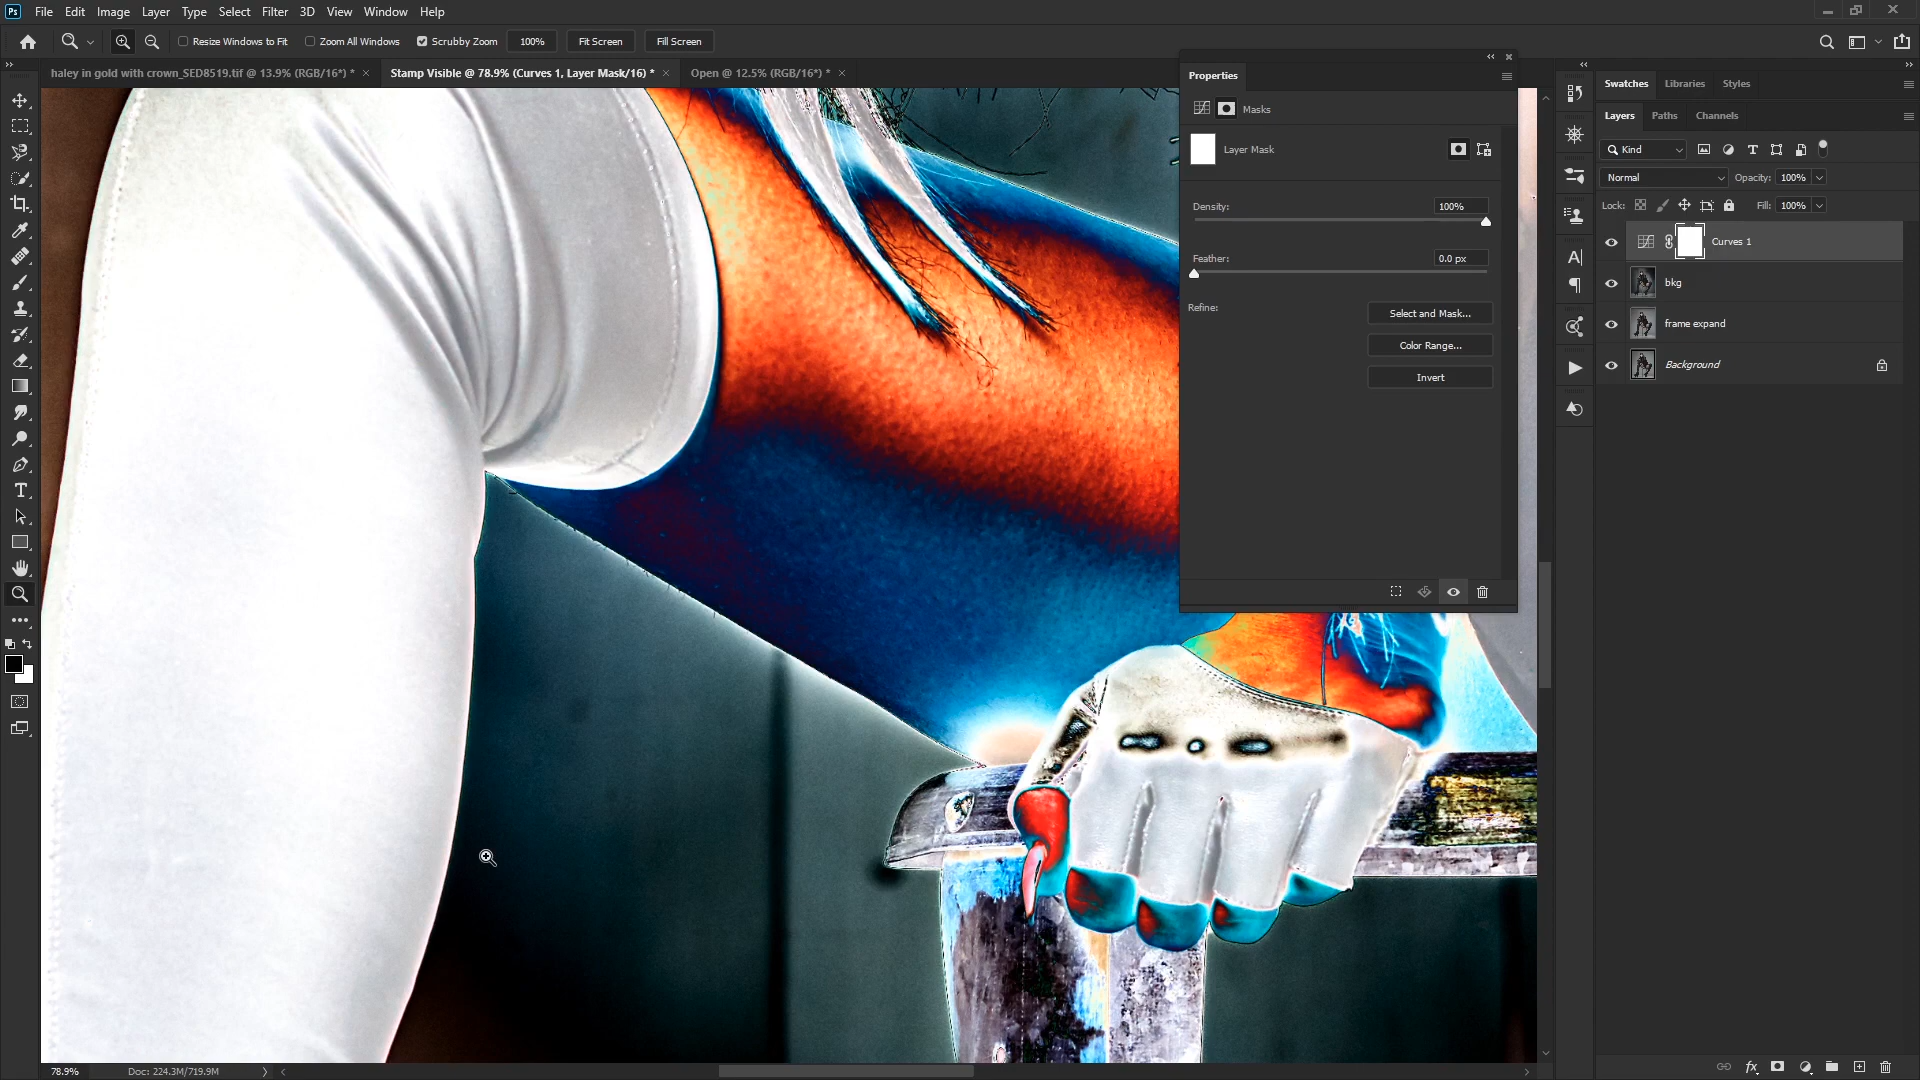 Ps File Edit Image Layer Type Select Filter 3D View Window Help
Resize Windows to Fit Zoom All Windows Scrubby Zoom 100% Fit Screen Fill Screen
haley in gold with crown_SED8519.tif @ 13.9% (RGB/16*) * Stamp Visible @ 78.9% (Curves 1, Layer Mask/16) * Open @ 12.5% (RGB/16*) *
Properties
Masks
Layer Mask
Density: 100%
Feather: 0.0 px
Refine: Select and Mask...
Color Range...
Invert
Swatches Libraries Styles
Layers Paths Channels
Kind
Normal Opacity: 100%
Lock: Fill: 100%
Curves 1
bkg
frame expand
Background
78.9% Doc: 224.3M/719.9M